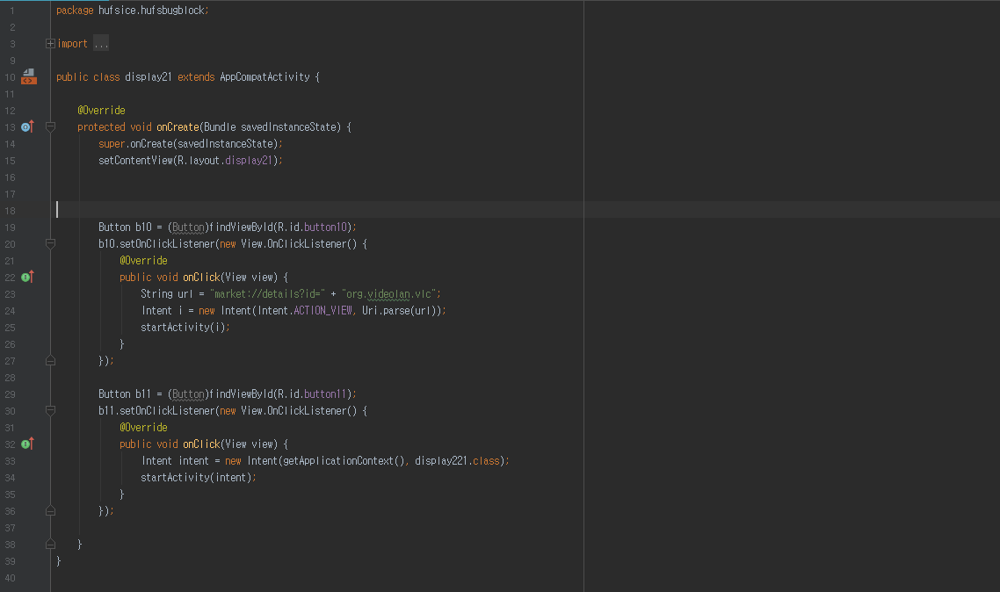 1 package hufsice.hufsbugblock;
2
3 import ...
9
10 public class display21 extends AppCompatActivity {
11
12 @Override
13 protected void onCreate(Bundle savedInstanceState) {
14 super.onCreate(savedInstanceState);
15 setContentView(R.layout.display21);
16
17
18
19 Button b10 = (Button)findViewById(R.id.button10);
20 b10.setOnClickListener(new View.OnClickListener() {
21 @Override
22 public void onClick(View view) {
23 String url = "market://details?id=" + "org.videolan.vlc";
24 Intent i = new Intent(Intent.ACTION_VIEW, Uri.parse(url));
25 startActivity(i);
26 }
27 });
28
29 Button b11 = (Button)findViewById(R.id.button11);
30 b11.setOnClickListener(new View.OnClickListener() {
31 @Override
32 public void onClick(View view) {
33 Intent intent = new Intent(getApplicationContext(), display221.class);
34 startActivity(intent);
35 }
36 });
37
38 }
39 }
40